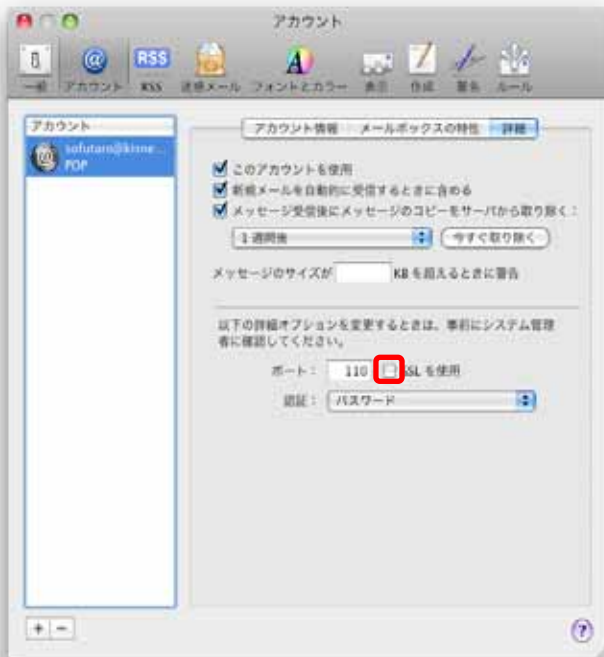 アカウント
一般 アカウント RSS 迷惑メール フォントとカラー 表示 作成 署名 ルール
RSS
アカウント
アカウント情報 メールボックスの特性 詳細
sofutaro@kinne...
POP
このアカウントを使用
新規メールを自動的に受信するときに含める
メッセージ受信後にメッセージのコピーをサーバから取り除く：
1 週間後 今すぐ取り除く
メッセージのサイズが KB を超えるときに警告
以下の詳細オプションを変更するときは、事前にシステム管理
者に確認してください。
ポート： 110 SSL を使用
認証： パスワード
+ −
?